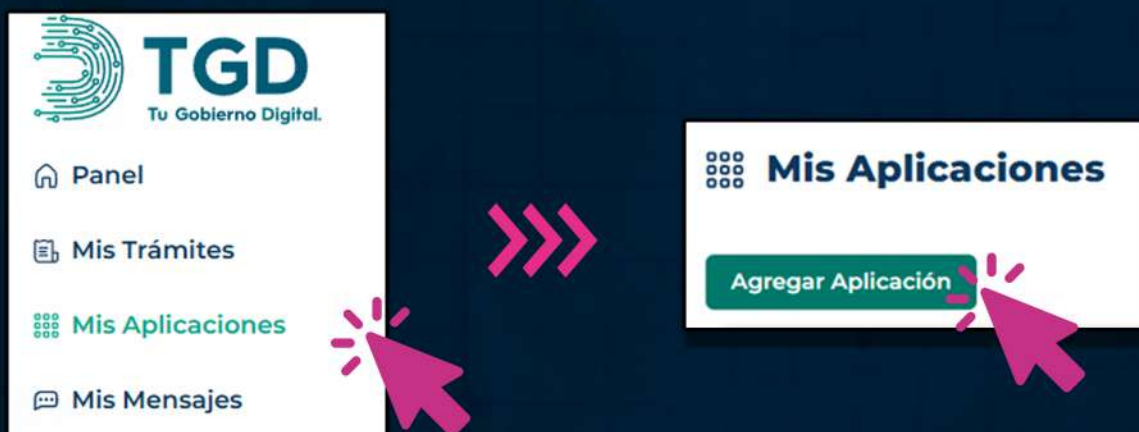 TGD
Tu Gobierno Digital.
Panel
Mis Trámites
Mis Aplicaciones
Mis Mensajes
Mis Aplicaciones
Agregar Aplicación